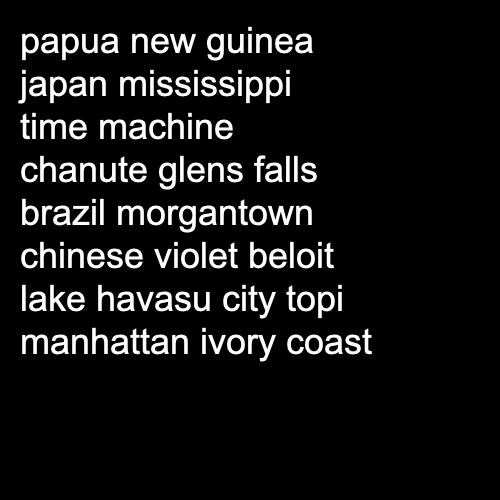 papua new guinea
japan mississippi
time machine
chanute glens falls
brazil morgantown
chinese violet beloit
lake havasu city topi
manhattan ivory coast